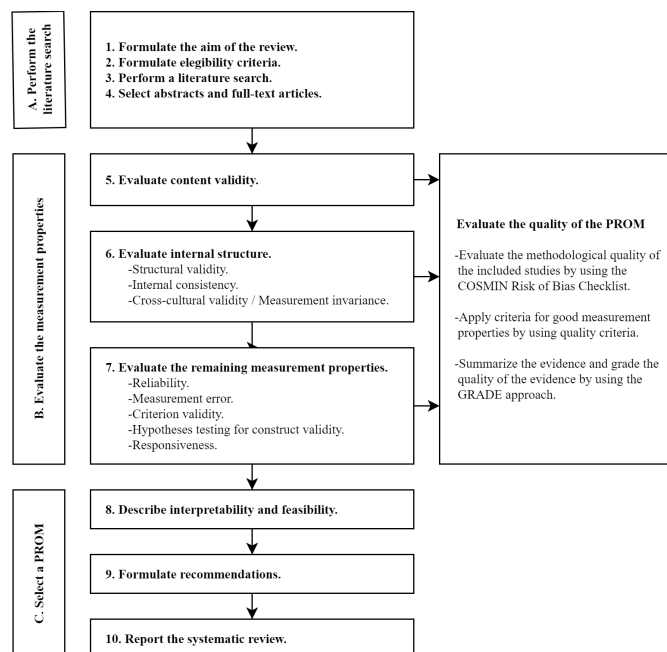 A. Perform the
literature search
1. Formulate the aim of the review.
2. Formulate elegibility criteria.
3. Perform a literature search.
4. Select abstracts and full-text articles.
B. Evaluate the measurement properties
5. Evaluate content validity.
6. Evaluate internal structure.
-Structural validity.
-Internal consistency.
-Cross-cultural validity / Measurement invariance.
7. Evaluate the remaining measurement properties.
-Reliability.
-Measurement error.
-Criterion validity.
-Hypotheses testing for construct validity.
-Responsiveness.
Evaluate the quality of the PROM
-Evaluate the methodological quality of
the included studies by using the
COSMIN Risk of Bias Checklist.
-Apply criteria for good measurement
properties by using quality criteria.
-Summarize the evidence and grade the
quality of the evidence by using the
GRADE approach.
C. Select a PROM
8. Describe interpretability and feasibility.
9. Formulate recommendations.
10. Report the systematic review.